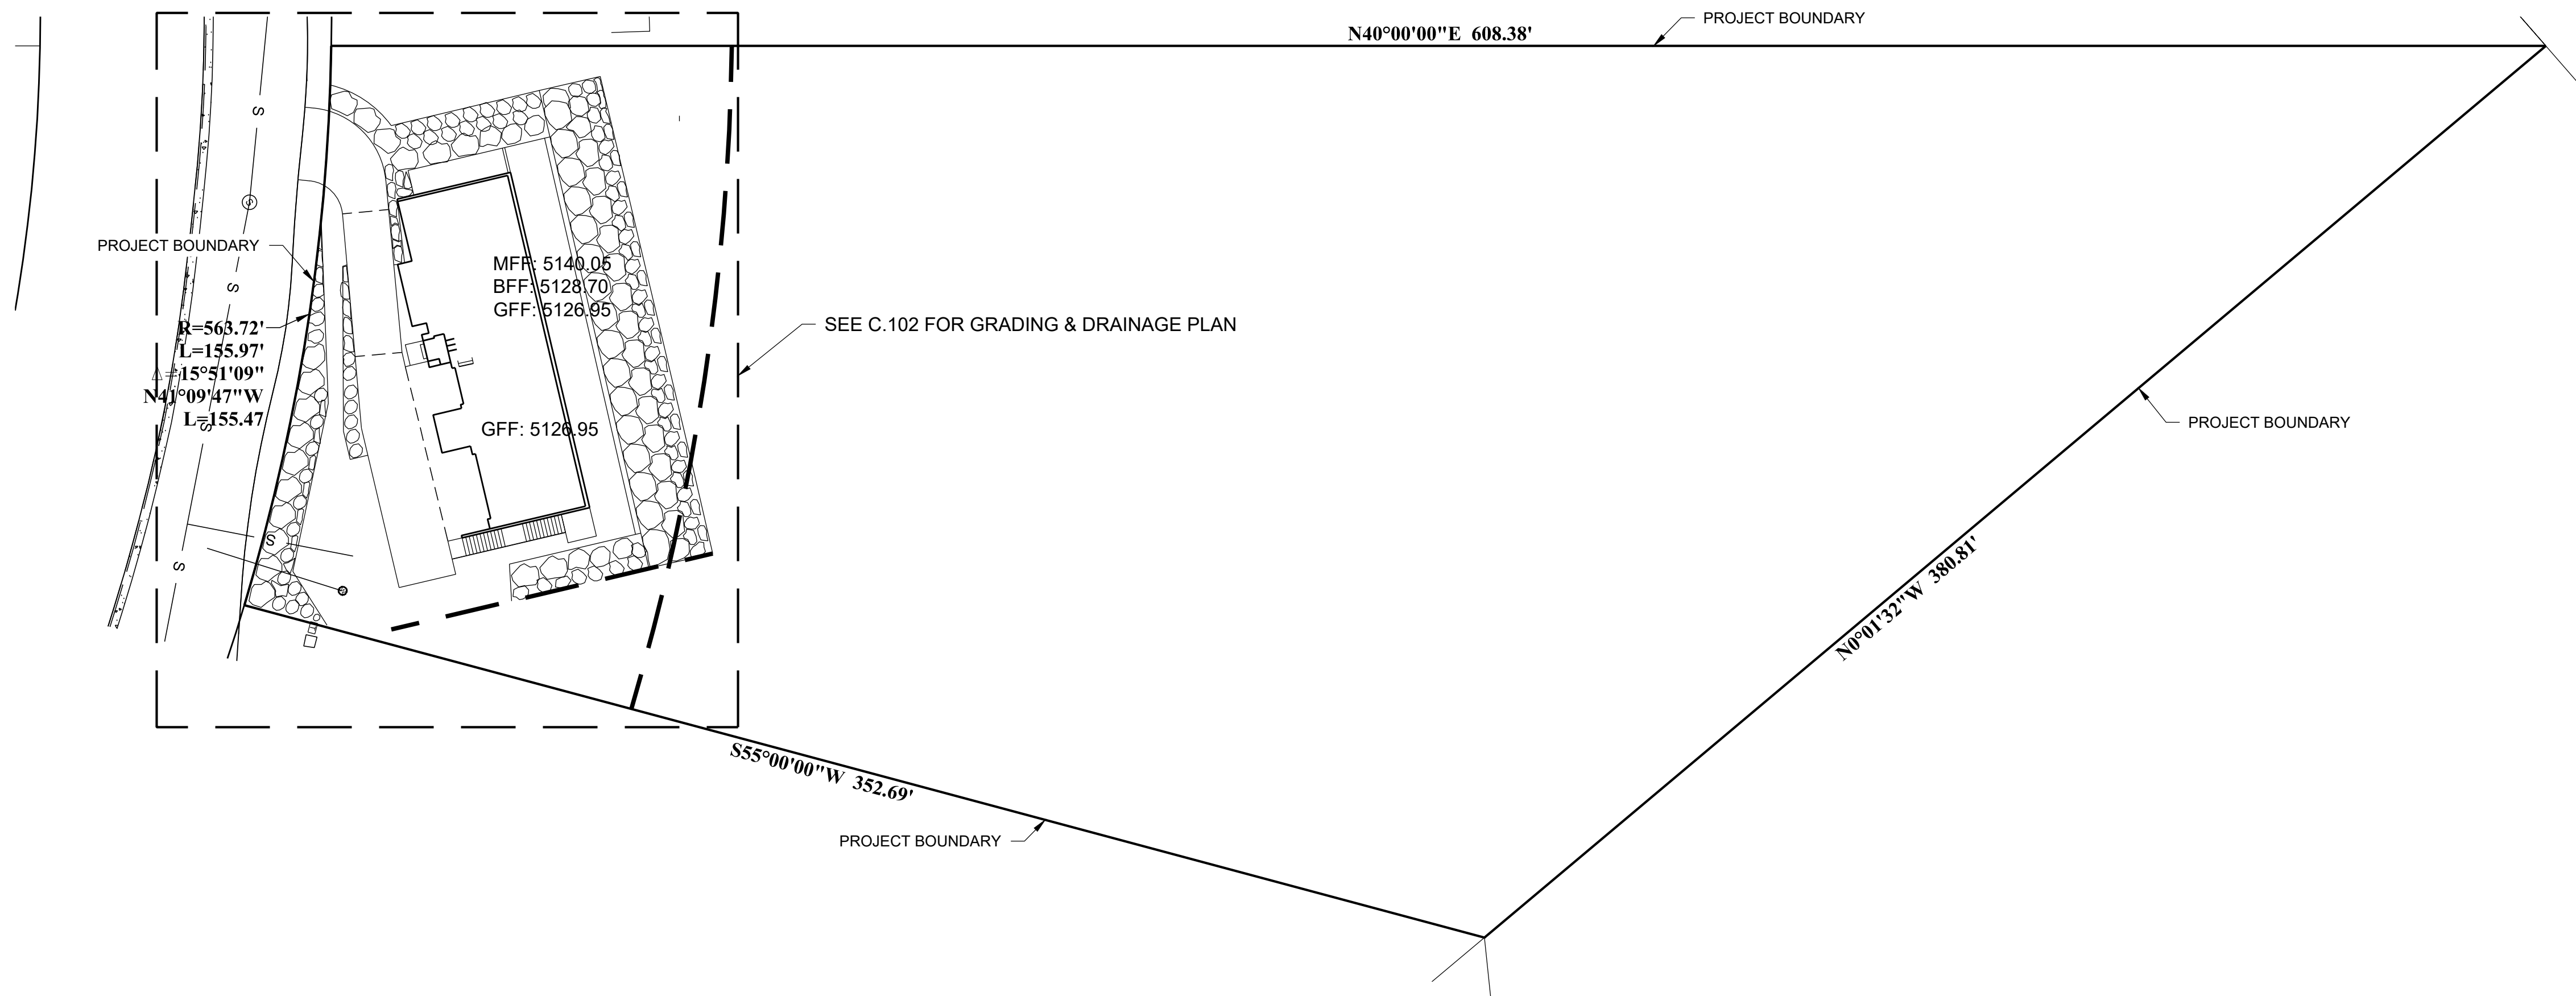 PROJECT BOUNDARY
N40°00'00"E 608.38'
S
S
PROJECT BOUNDARY
MFF: 5140.05
BFF: 5128.70
GFF: 5126.95
S
R=563.72'
L=155.97'
Δ=15°51'09"
N41°09'47"W
L=155.47
SEE C.102 FOR GRADING & DRAINAGE PLAN
S
GFF: 5126.95
PROJECT BOUNDARY
S
S
N0°01'32"W 380.81'
S55°00'00"W 352.69'
PROJECT BOUNDARY